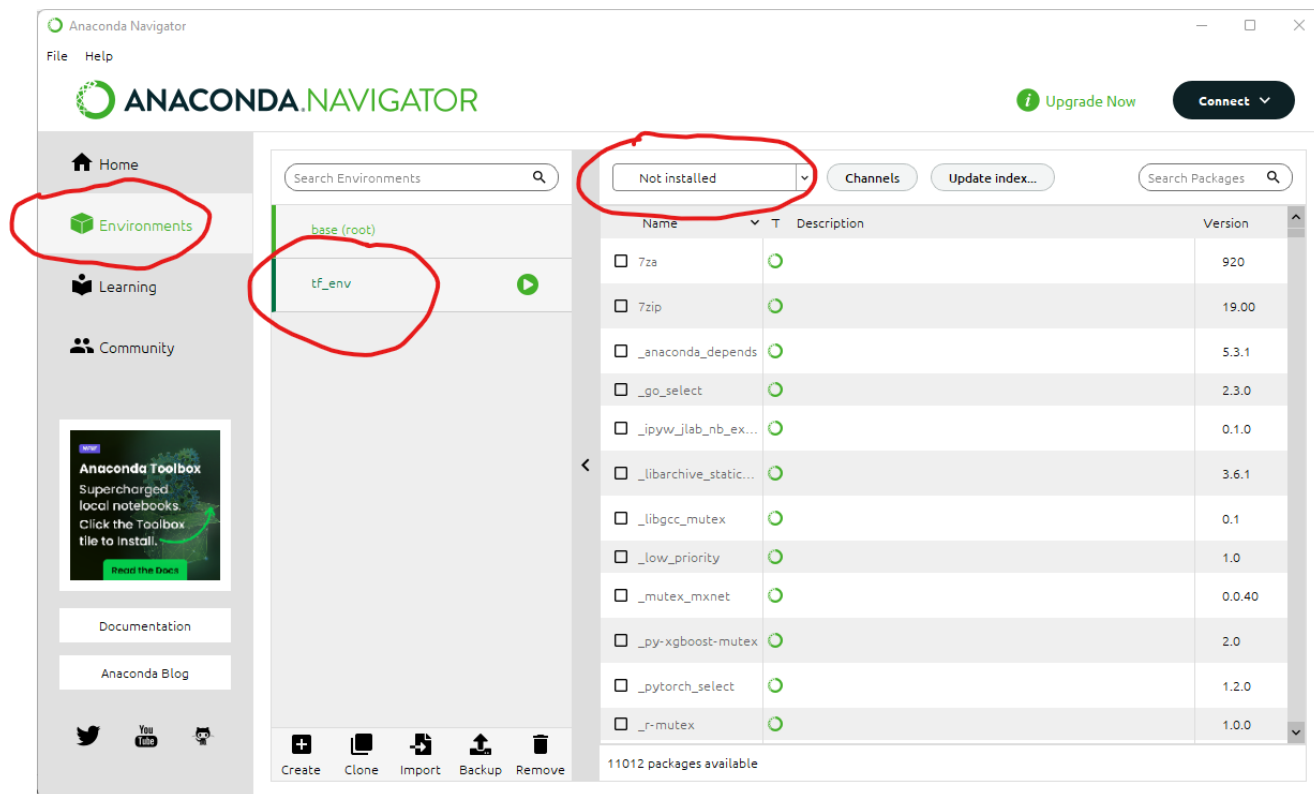 Anaconda Navigator
File Help
ANACONDA.NAVIGATOR
i Upgrade Now
Connect
Home
Environments
Learning
Community
NEW
Anaconda Toolbox
Supercharged
local notebooks.
Click the Toolbox
tile to Install.
Read the Docs
Documentation
Anaconda Blog
You
Tube
Search Environments
base (root)
tf_env
Create Clone Import Backup Remove
Not installed
Channels
Update index...
Search Packages
Name T Description Version
7za 920
7zip 19.00
_anaconda_depends 5.3.1
_go_select 2.3.0
_ipyw_jlab_nb_ex... 0.1.0
_libarchive_static... 3.6.1
_libgcc_mutex 0.1
_low_priority 1.0
_mutex_mxnet 0.0.40
_py-xgboost-mutex 2.0
_pytorch_select 1.2.0
_r-mutex 1.0.0
11012 packages available